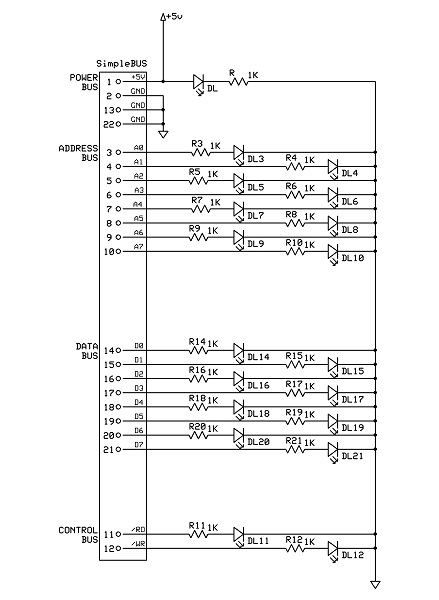 +5v
SimpleBUS
POWER BUS 1 +5V DL R 1K
2 GND
13 GND
22 GND
ADDRESS BUS 3 A0 R3 1K DL3
4 A1 R4 1K DL4
5 A2 R5 1K DL5
6 A3 R6 1K DL6
7 A4 R7 1K DL7
8 A5 R8 1K DL8
9 A6 R9 1K DL9
10 A7 R10 1K DL10
DATA BUS 14 D0 R14 1K DL14
15 D1 R15 1K DL15
16 D2 R16 1K DL16
17 D3 R17 1K DL17
18 D4 R18 1K DL18
19 D5 R19 1K DL19
20 D6 R20 1K DL20
21 D7 R21 1K DL21
CONTROL BUS 11 /RD R11 1K DL11
12 /WR R12 1K DL12